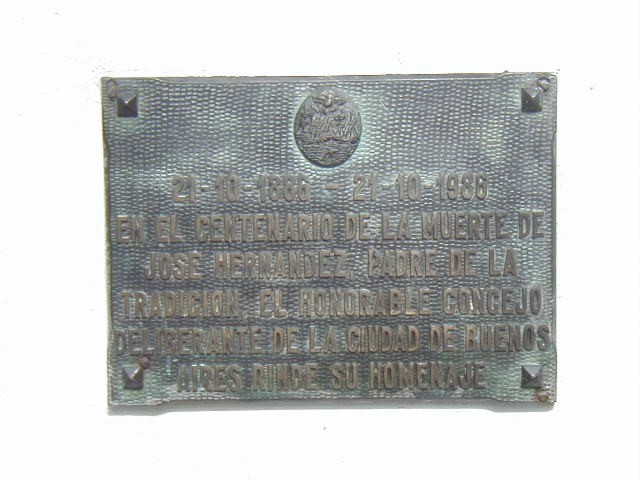 21-10-1886 - 21-10-1986
EN EL CENTENARIO DE LA MUERTE DE
JOSÉ HERNANDEZ, PADRE DE LA
TRADICION, EL HONORABLE CONCEJO
DELIBERANTE DE LA CIUDAD DE BUENOS
AIRES RINDE SU HOMENAJE